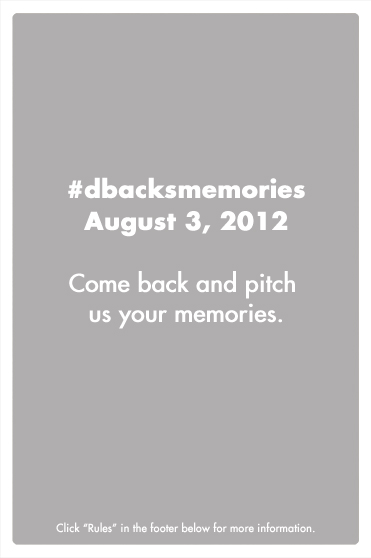 #dbacksmemories
August 3, 2012
Come back and pitch
us your memories.
Click “Rules” in the footer below for more information.